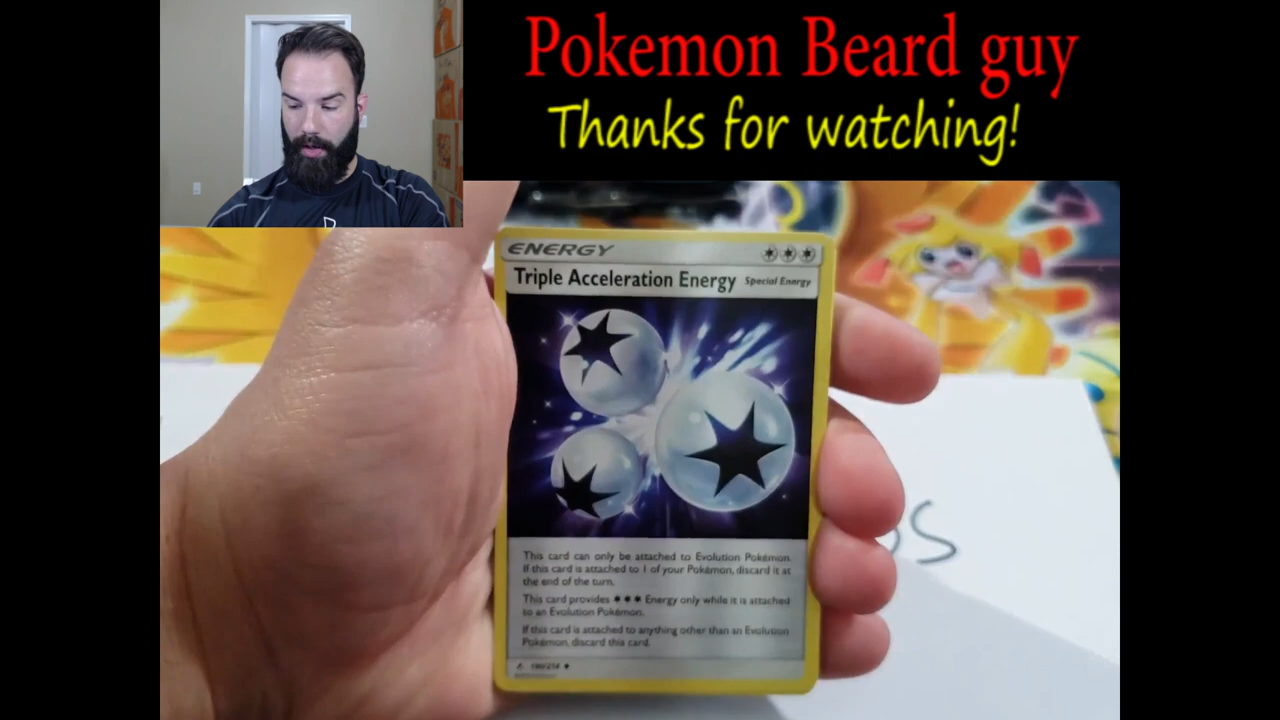 Pokemon Beard guy
Thanks for watching!
ENERGY
Triple Acceleration Energy Special Energy
This card can only be attached to Evolution Pokémon.
If this card is attached to 1 of your Pokémon, discard it at
the end of the turn.
This card provides ✶✶✶ Energy only while it is attached
to an Evolution Pokémon.
If this card is attached to anything other than an Evolution
Pokémon, discard this card.
190/214